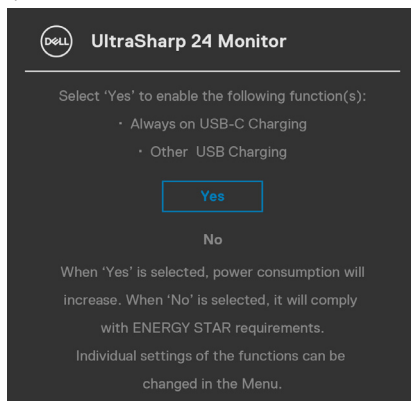 DELL UltraSharp 24 Monitor
Select ‘Yes’ to enable the following function(s):
· Always on USB-C Charging
· Other USB Charging
Yes
No
When ‘Yes’ is selected, power consumption will
increase. When ‘No’ is selected, it will comply
with ENERGY STAR requirements.
Individual settings of the functions can be
changed in the Menu.